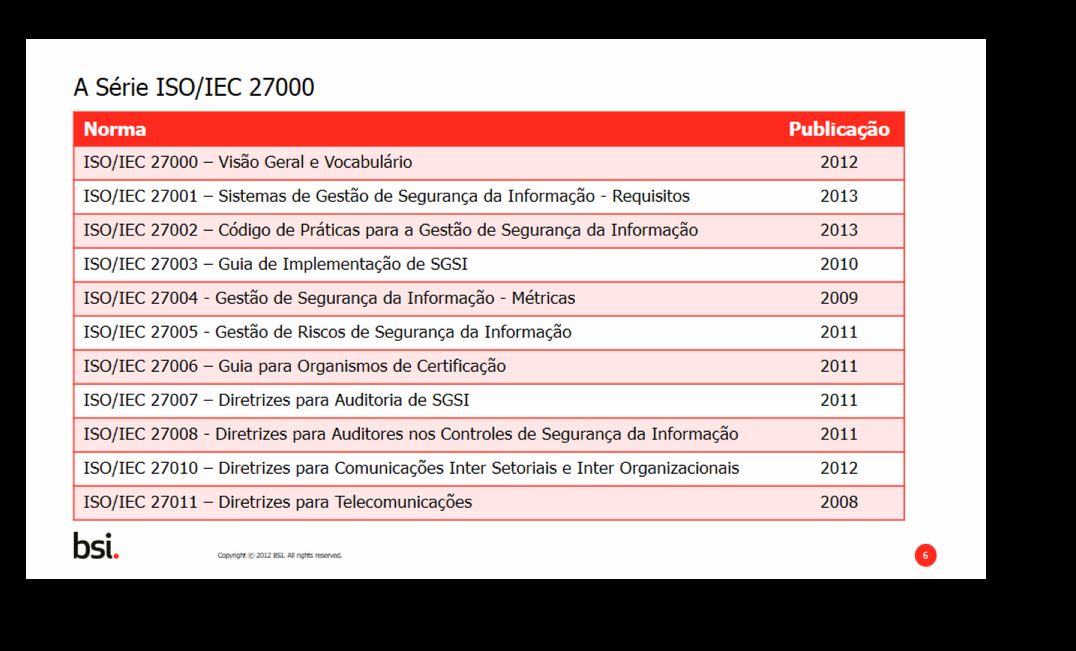 A Série ISO/IEC 27000
Norma Publicação
ISO/IEC 27000 – Visão Geral e Vocabulário 2012
ISO/IEC 27001 – Sistemas de Gestão de Segurança da Informação - Requisitos 2013
ISO/IEC 27002 – Código de Práticas para a Gestão de Segurança da Informação 2013
ISO/IEC 27003 – Guia de Implementação de SGSI 2010
ISO/IEC 27004 - Gestão de Segurança da Informação - Métricas 2009
ISO/IEC 27005 - Gestão de Riscos de Segurança da Informação 2011
ISO/IEC 27006 – Guia para Organismos de Certificação 2011
ISO/IEC 27007 – Diretrizes para Auditoria de SGSI 2011
ISO/IEC 27008 - Diretrizes para Auditores nos Controles de Segurança da Informação 2011
ISO/IEC 27010 – Diretrizes para Comunicações Inter Setoriais e Inter Organizacionais 2012
ISO/IEC 27011 – Diretrizes para Telecomunicações 2008
bsi.
Copyright © 2012 BSI. All rights reserved.
6